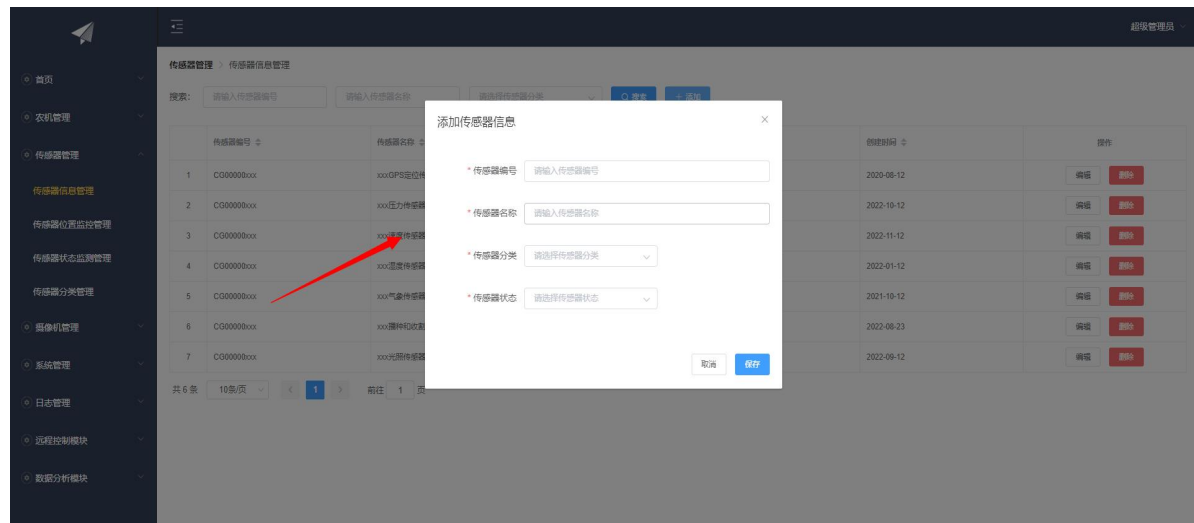 超级管理员
首页
农机管理
传感器管理
传感器信息管理
传感器位置监控管理
传感器状态监测管理
传感器分类管理
摄像机管理
系统管理
日志管理
远程控制模块
数据分析模块
传感器管理 > 传感器信息管理
搜索: 请输入传感器编号 请输入传感器名称 请选择传感器分类 搜索 + 添加
传感器编号 传感器名称 创建时间 操作
1 CG00000xxx xxxGPS定位传 2020-08-12 编辑 删除
2 CG00000xxx xxx压力传感器 2022-10-12 编辑 删除
3 CG00000xxx xxx速度传感器 2022-11-12 编辑 删除
4 CG00000xxx xxx温度传感器 2022-01-12 编辑 删除
5 CG00000xxx xxx气象传感器 2021-10-12 编辑 删除
6 CG00000xxx xxx播种和收割 2022-08-23 编辑 删除
7 CG00000xxx xxx光照传感器 2022-09-12 编辑 删除
共 6 条 10条/页 < 1 > 前往 1 页
添加传感器信息 ×
* 传感器编号 请输入传感器编号
* 传感器名称 请输入传感器名称
* 传感器分类 请选择传感器分类
* 传感器状态 请选择传感器状态
取消 保存